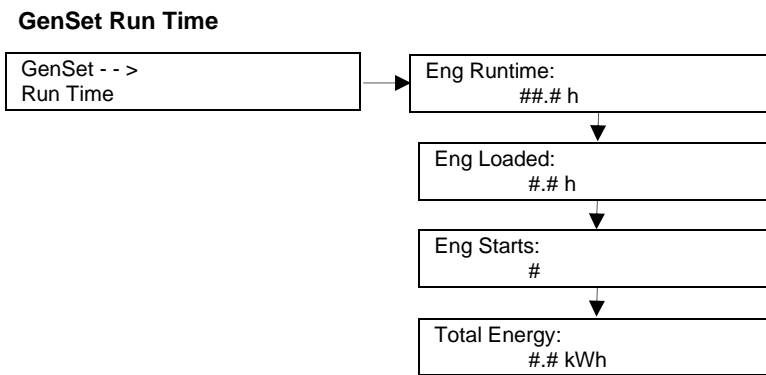 GenSet Run Time
GenSet - - >
Run Time
Eng Runtime:
##.# h
Eng Loaded:
#.# h
Eng Starts:
#
Total Energy:
#.# kWh